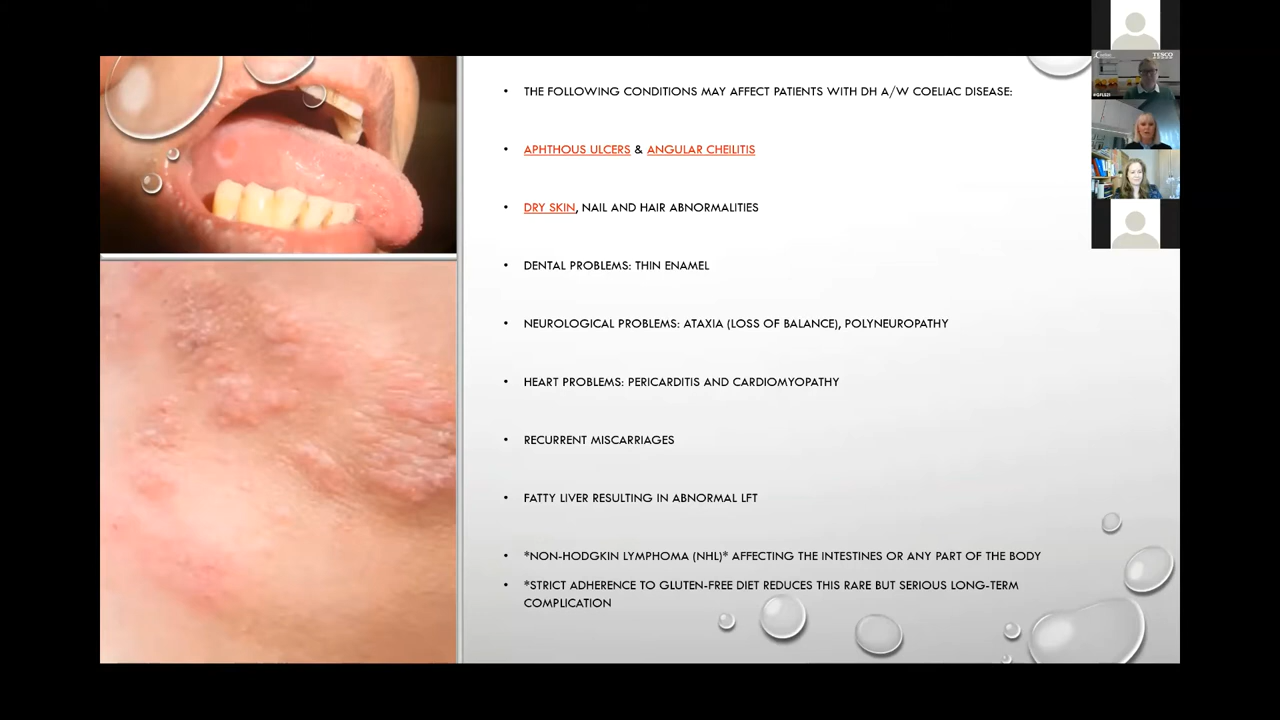 THE FOLLOWING CONDITIONS MAY AFFECT PATIENTS WITH DH A/W COELIAC DISEASE:
APHTHOUS ULCERS & ANGULAR CHEILITIS
DRY SKIN, NAIL AND HAIR ABNORMALITIES
DENTAL PROBLEMS: THIN ENAMEL
NEUROLOGICAL PROBLEMS: ATAXIA (LOSS OF BALANCE), POLYNEUROPATHY
HEART PROBLEMS: PERICARDITIS AND CARDIOMYOPATHY
RECURRENT MISCARRIAGES
FATTY LIVER RESULTING IN ABNORMAL LFT
*NON-HODGKIN LYMPHOMA (NHL)* AFFECTING THE INTESTINES OR ANY PART OF THE BODY
*STRICT ADHERENCE TO GLUTEN-FREE DIET REDUCES THIS RARE BUT SERIOUS LONG-TERM
COMPLICATION
TESCO